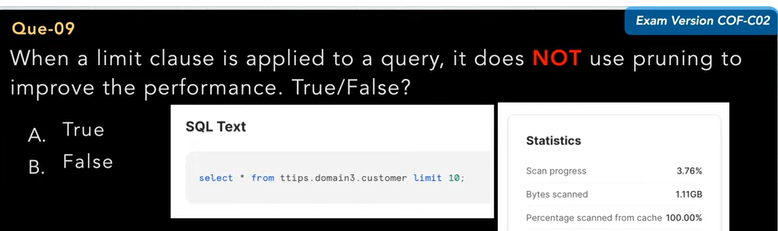 Exam Version COF-C02
Que-09
When a limit clause is applied to a query, it does NOT use pruning to
improve the performance. True/False?
A. True
B. False
SQL Text
select * from ttips.domain3.customer limit 10;
Statistics
Scan progress 3.76%
Bytes scanned 1.11GB
Percentage scanned from cache 100.00%